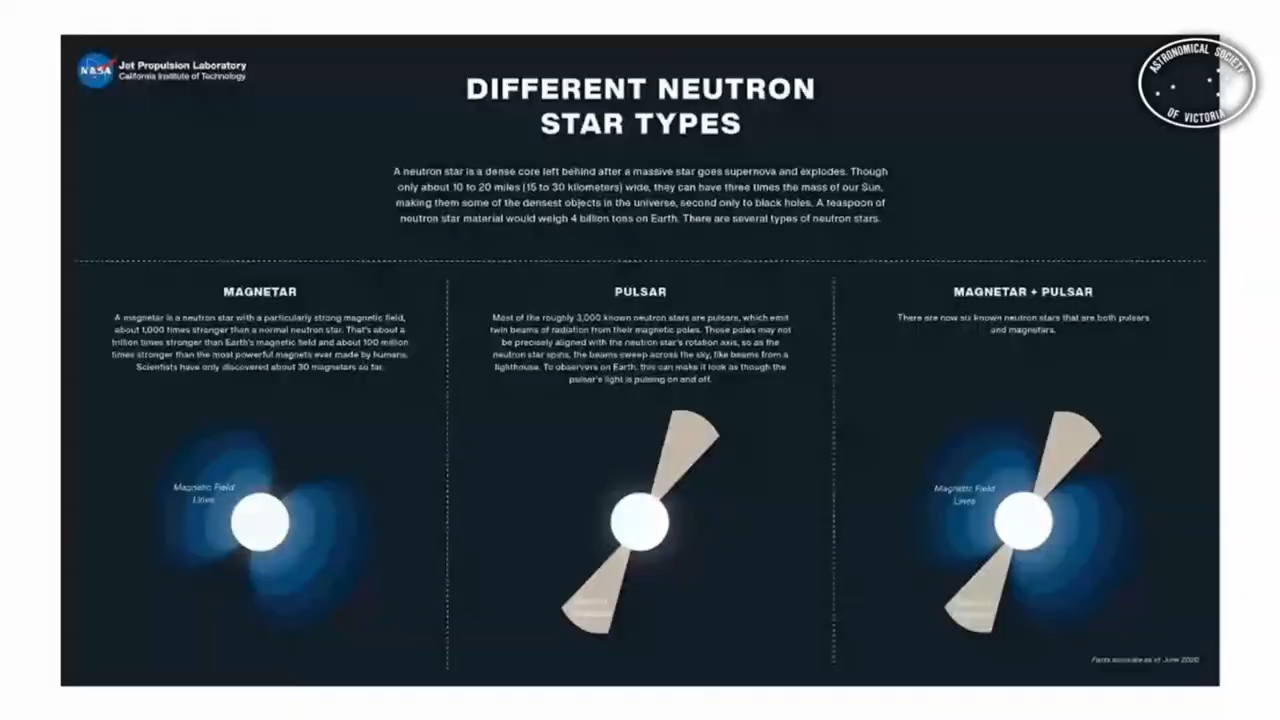 NASA
Jet Propulsion Laboratory
California Institute of Technology
ASTRONOMICAL SOCIETY
OF VICTORIA
DIFFERENT NEUTRON
STAR TYPES
A neutron star is a dense core left behind after a massive star goes supernova and explodes. Though
only about 10 to 20 miles (15 to 30 kilometers) wide, they can have three times the mass of our Sun,
making them some of the densest objects in the universe, second only to black holes. A teaspoon of
neutron star material would weigh 4 billion tons on Earth. There are several types of neutron stars.
MAGNETAR
A magnetar is a neutron star with a particularly strong magnetic field,
about 1,000 times stronger than a normal neutron star. That's about a
trillion times stronger than Earth's magnetic field and about 100 million
times stronger than the most powerful magnets ever made by humans.
Scientists have only discovered about 30 magnetars so far.
Magnetic Field
Lines
PULSAR
Most of the roughly 3,000 known neutron stars are pulsars, which emit
twin beams of radiation from their magnetic poles. Those poles may not
be precisely aligned with the neutron star's rotation axis, so as the
neutron star spins, the beams sweep across the sky, like beams from a
lighthouse. To observers on Earth, this can make it look as though the
pulsar's light is pulsing on and off.
MAGNETAR + PULSAR
There are now six known neutron stars that are both pulsars
and magnetars.
Magnetic Field
Lines
Facts accurate as of June 2020